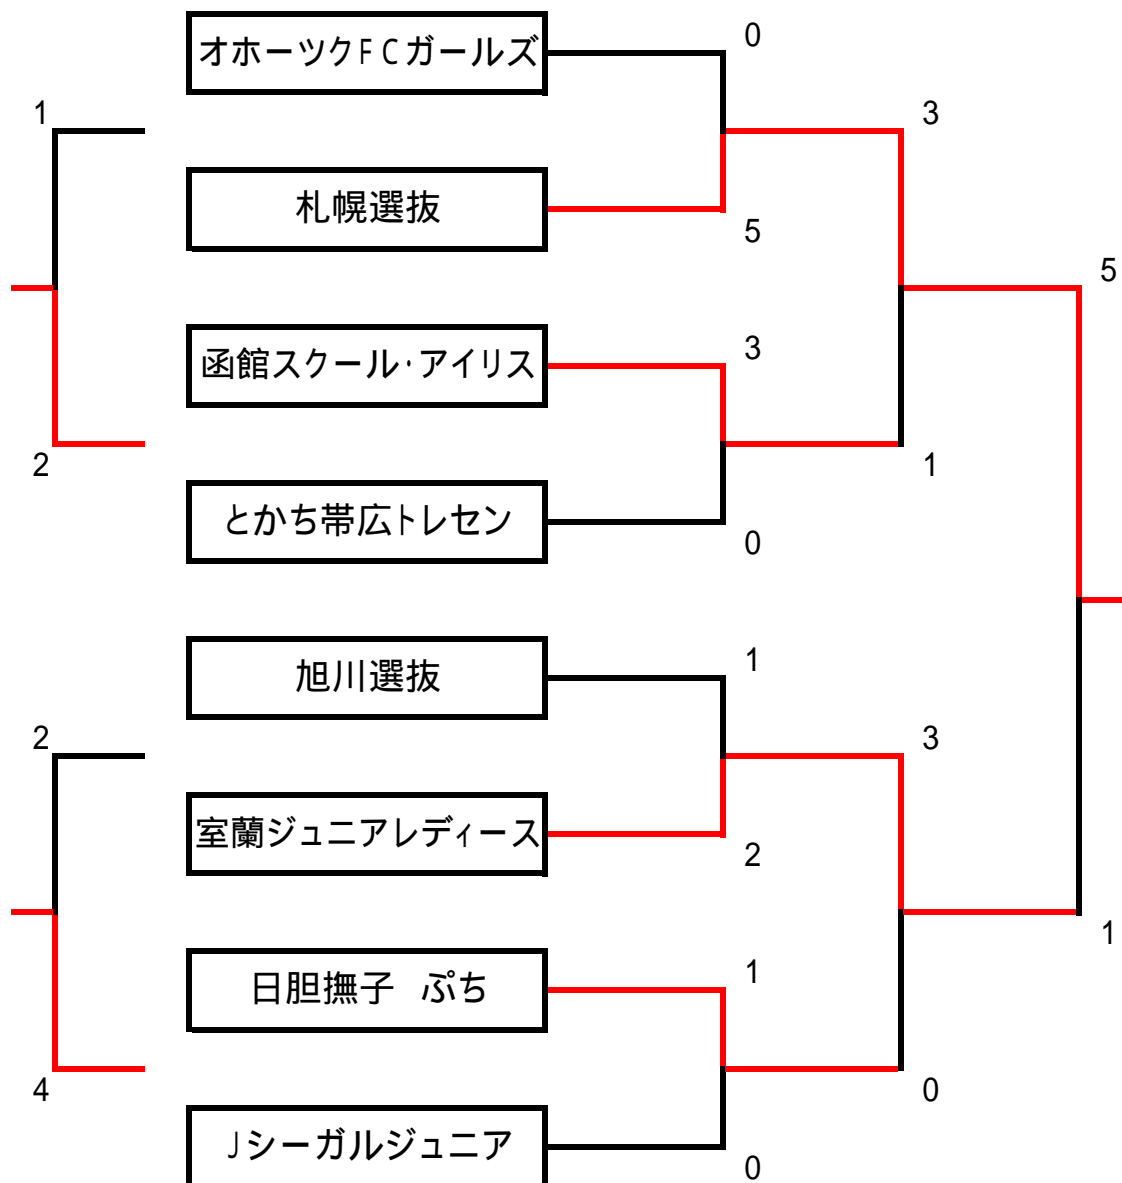 オホーツクFCガールズ
0
1
3
札幌選抜
5
5
函館スクール・アイリス
3
2
1
とかち帯広トレセン
0
旭川選抜
1
2
3
室蘭ジュニアレディース
2
1
日胆撫子 ぷち
1
4
0
Jシーガルジュニア
0